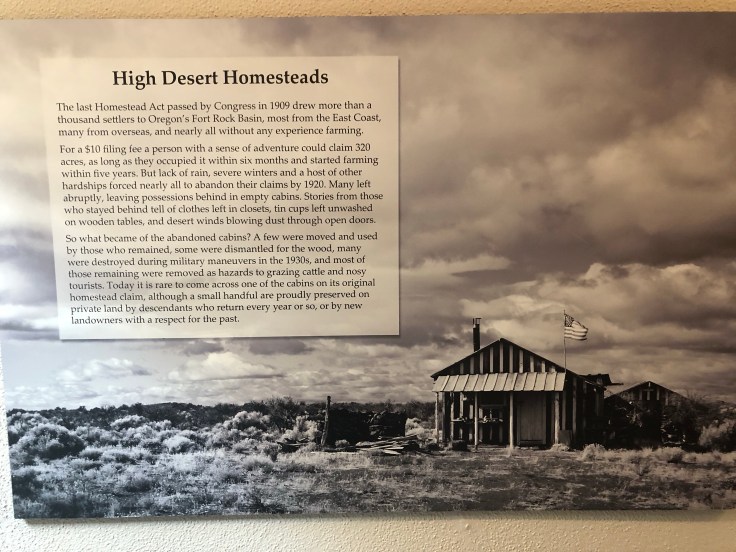 High Desert Homesteads
The last Homestead Act passed by Congress in 1909 drew more than a
thousand settlers to Oregon's Fort Rock Basin, most from the East Coast,
many from overseas, and nearly all without any experience farming.
For a $10 filing fee a person with a sense of adventure could claim 320
acres, as long as they occupied it within six months and started farming
within five years. But lack of rain, severe winters and a host of other
hardships forced nearly all to abandon their claims by 1920. Many left
abruptly, leaving possessions behind in empty cabins. Stories from those
who stayed behind tell of clothes left in closets, tin cups left unwashed
on wooden tables, and desert winds blowing dust through open doors.
So what became of the abandoned cabins? A few were moved and used
by those who remained, some were dismantled for the wood, many
were destroyed during military maneuvers in the 1930s, and most of
those remaining were removed as hazards to grazing cattle and nosy
tourists. Today it is rare to come across one of the cabins on its original
homestead claim, although a small handful are proudly preserved on
private land by descendants who return every year or so, or by new
landowners with a respect for the past.